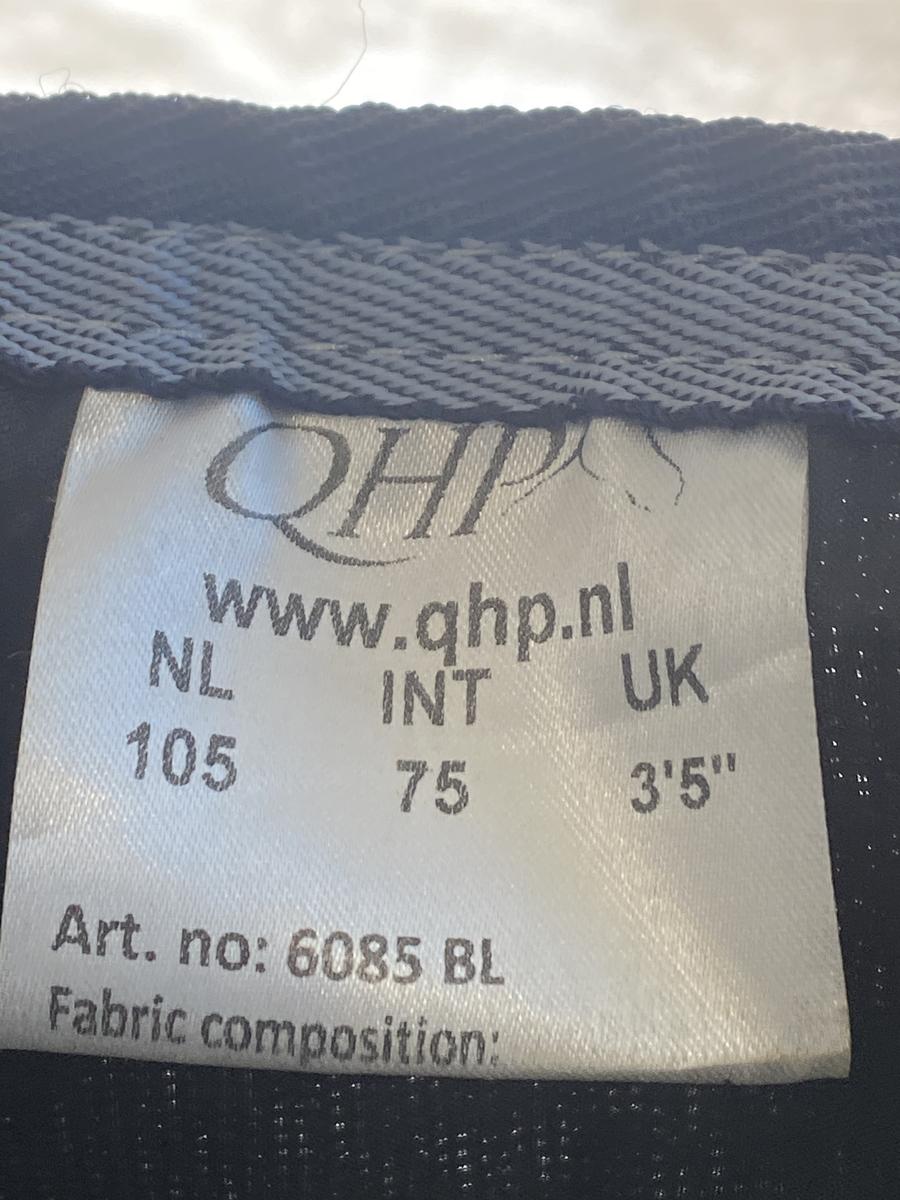 QHP
www.qhp.nl
NL INT UK
105 75 3'5"
Art. no: 6085 BL
Fabric composition: